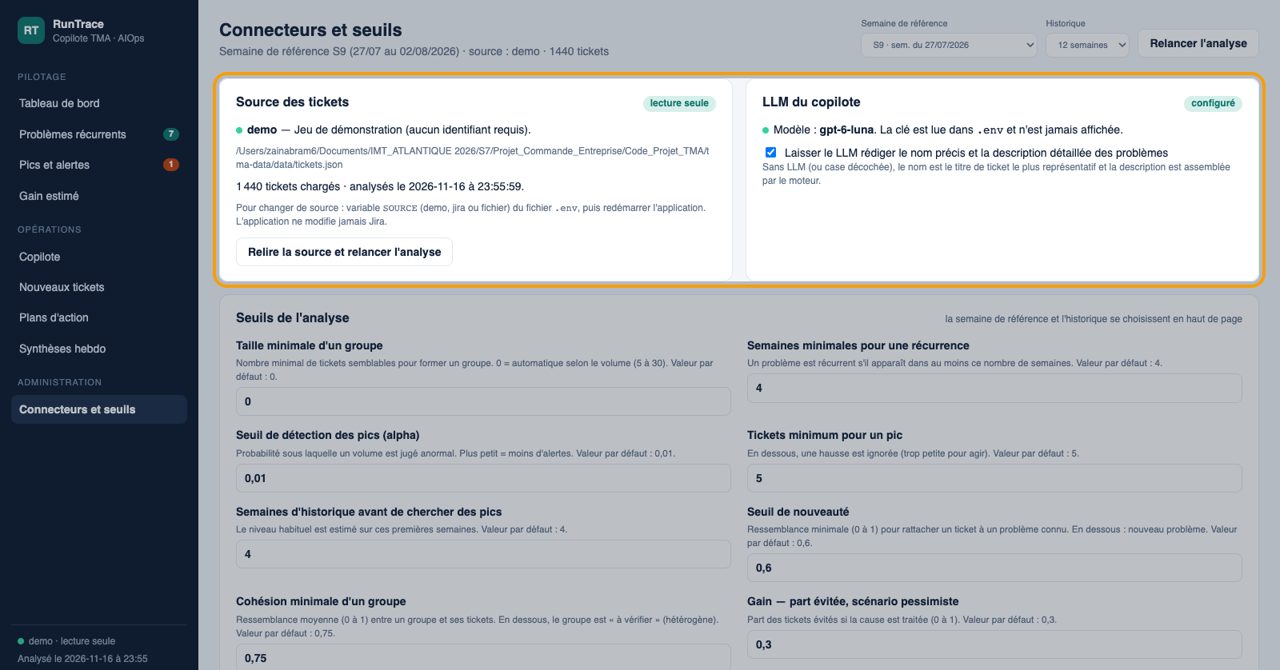 RT
RunTrace
Copilote TMA · AIOps
PILOTAGE
Tableau de bord
Problèmes récurrents 7
Pics et alertes 1
Gain estimé
OPÉRATIONS
Copilote
Nouveaux tickets
Plans d'action
Synthèses hebdo
ADMINISTRATION
Connecteurs et seuils
demo · lecture seule
Analysé le 2026-11-16 à 23:55
Connecteurs et seuils
Semaine de référence S9 (27/07 au 02/08/2026) · source : demo · 1440 tickets
Semaine de référence
S9 · sem. du 27/07/2026
Historique
12 semaines
Relancer l'analyse
Source des tickets
lecture seule
demo — Jeu de démonstration (aucun identifiant requis).
/Users/zainabram6/Documents/IMT_ATLANTIQUE 2026/S7/Projet_Commande_Entreprise/Code_Projet_TMA/t
ma-data/data/tickets.json
1 440 tickets chargés · analysés le 2026-11-16 à 23:55:59.
Pour changer de source : variable SOURCE (demo, jira ou fichier) du fichier .env, puis redémarrer l'application.
L'application ne modifie jamais Jira.
Relire la source et relancer l'analyse
LLM du copilote
configuré
Modèle : gpt-6-luna. La clé est lue dans .env et n'est jamais affichée.
Laisser le LLM rédiger le nom précis et la description détaillée des problèmes
Sans LLM (ou case décochée), le nom est le titre de ticket le plus représentatif et la description est assemblée
par le moteur.
Seuils de l'analyse
la semaine de référence et l'historique se choisissent en haut de page
Taille minimale d'un groupe
Nombre minimal de tickets semblables pour former un groupe. 0 = automatique selon le volume (5 à 30). Valeur par
défaut : 0.
0
Semaines minimales pour une récurrence
Un problème est récurrent s'il apparaît dans au moins ce nombre de semaines. Valeur par défaut : 4.
4
Seuil de détection des pics (alpha)
Probabilité sous laquelle un volume est jugé anormal. Plus petit = moins d'alertes. Valeur par défaut : 0,01.
0,01
Tickets minimum pour un pic
En dessous, une hausse est ignorée (trop petite pour agir). Valeur par défaut : 5.
5
Semaines d'historique avant de chercher des pics
Le niveau habituel est estimé sur ces premières semaines. Valeur par défaut : 4.
4
Seuil de nouveauté
Ressemblance minimale (0 à 1) pour rattacher un ticket à un problème connu. En dessous : nouveau problème. Valeur
par défaut : 0,6.
0,6
Cohésion minimale d'un groupe
Ressemblance moyenne (0 à 1) entre un groupe et ses tickets. En dessous, le groupe est « à vérifier » (hétérogène).
Valeur par défaut : 0,75.
0,75
Gain — part évitée, scénario pessimiste
Part des tickets évités si la cause est traitée (0 à 1). Valeur par défaut : 0,3.
0,3